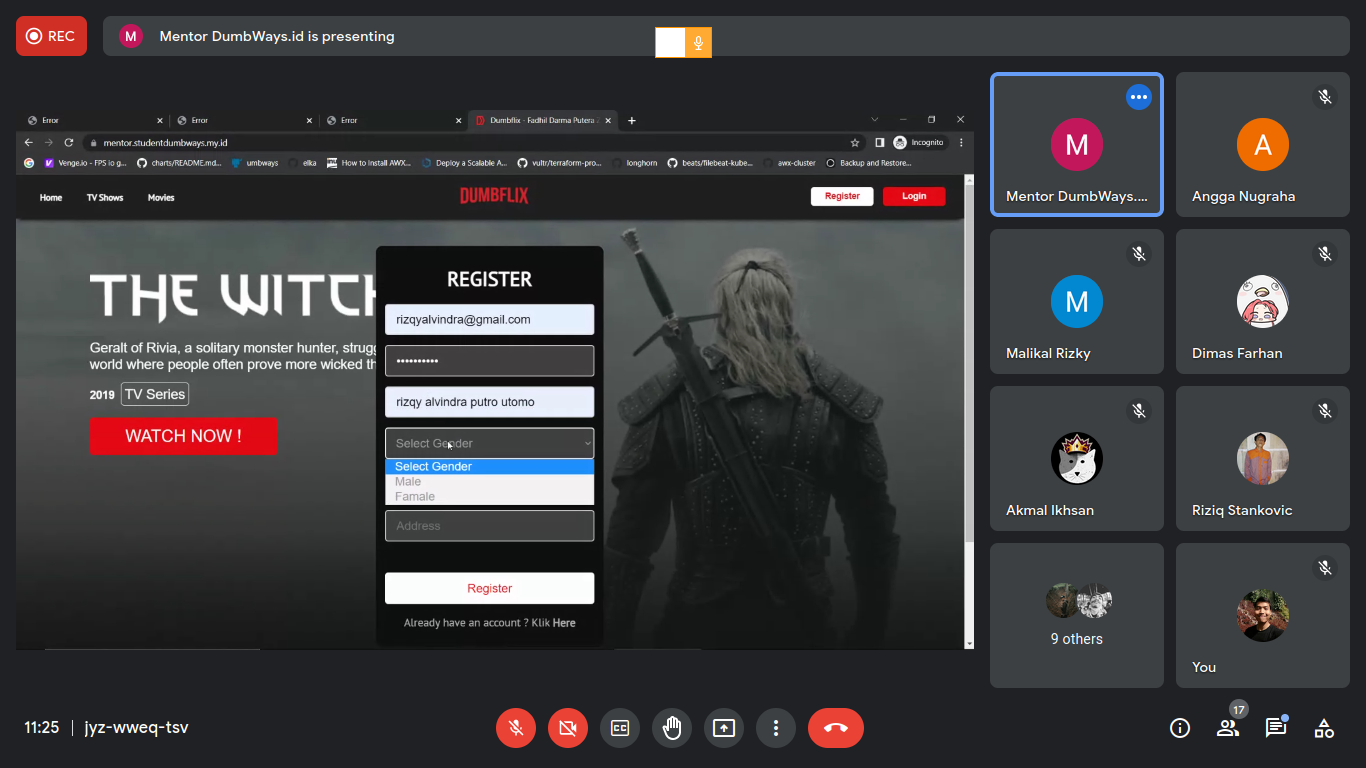 REC
M
Mentor DumbWays.id is presenting
Error
Error
Error
Dumbflix - Fadhil Darma Putera
mentor.studentdumbways.my.id
Incognito
Venge.io - FPS io g...
charts/README.md...
umbways
elka
How to Install AWX...
Deploy a Scalable A...
vultr/terraform-pro...
longhorn
beats/filebeat-kube...
awx-cluster
Backup and Restore...
Home
TV Shows
Movies
DUMBFLIX
Register
Login
THE WITCH
Geralt of Rivia, a solitary monster hunter, strugg
world where people often prove more wicked th
2019
TV Series
WATCH NOW !
REGISTER
rizqyalvindra@gmail.com
••••••••••
rizqy alvindra putro utomo
Select Gender
Select Gender
Male
Famale
Address
Register
Already have an account ? Klik Here
M
Mentor DumbWays....
A
Angga Nugraha
M
Malikal Rizky
Dimas Farhan
Akmal Ikhsan
Riziq Stankovic
9 others
You
11:25 | jyz-wweq-tsv
17